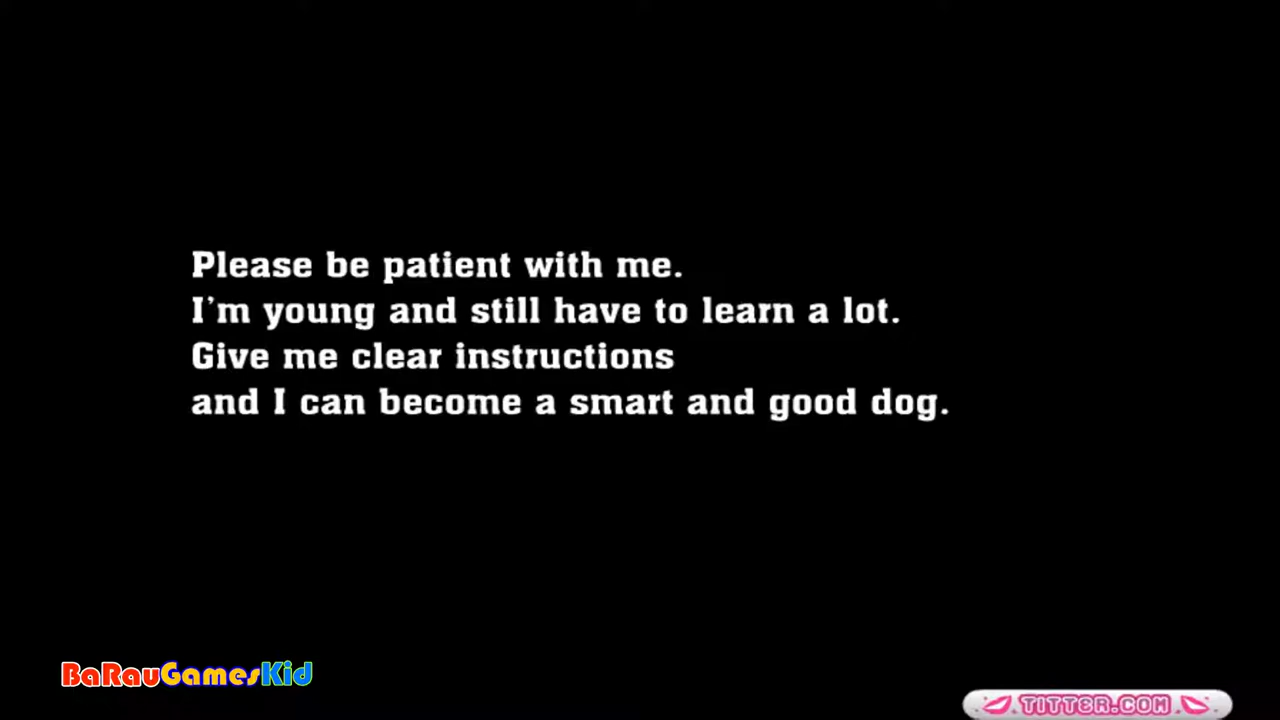 Please be patient with me.
I'm young and still have to learn a lot.
Give me clear instructions
and I can become a smart and good dog.
BaRauGamesKid
TITT8R.COM